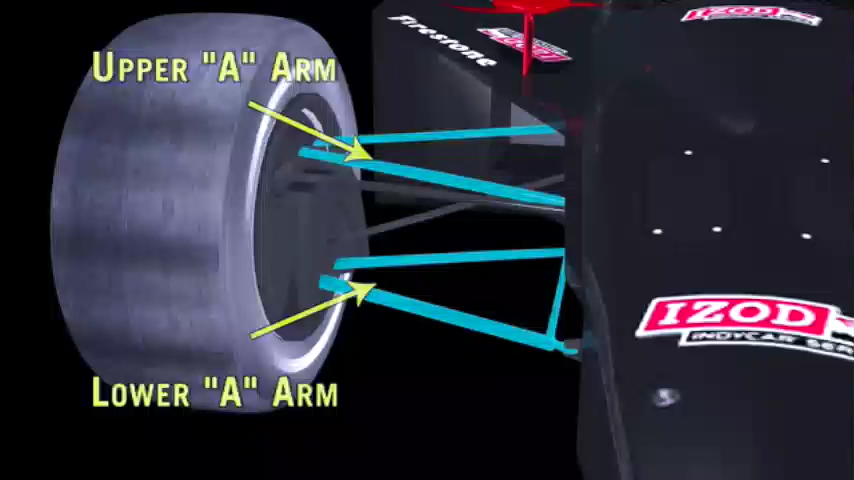 Firestone
IZOD
UPPER "A" ARM
IZOD
INDYCAR SER
LOWER "A" ARM